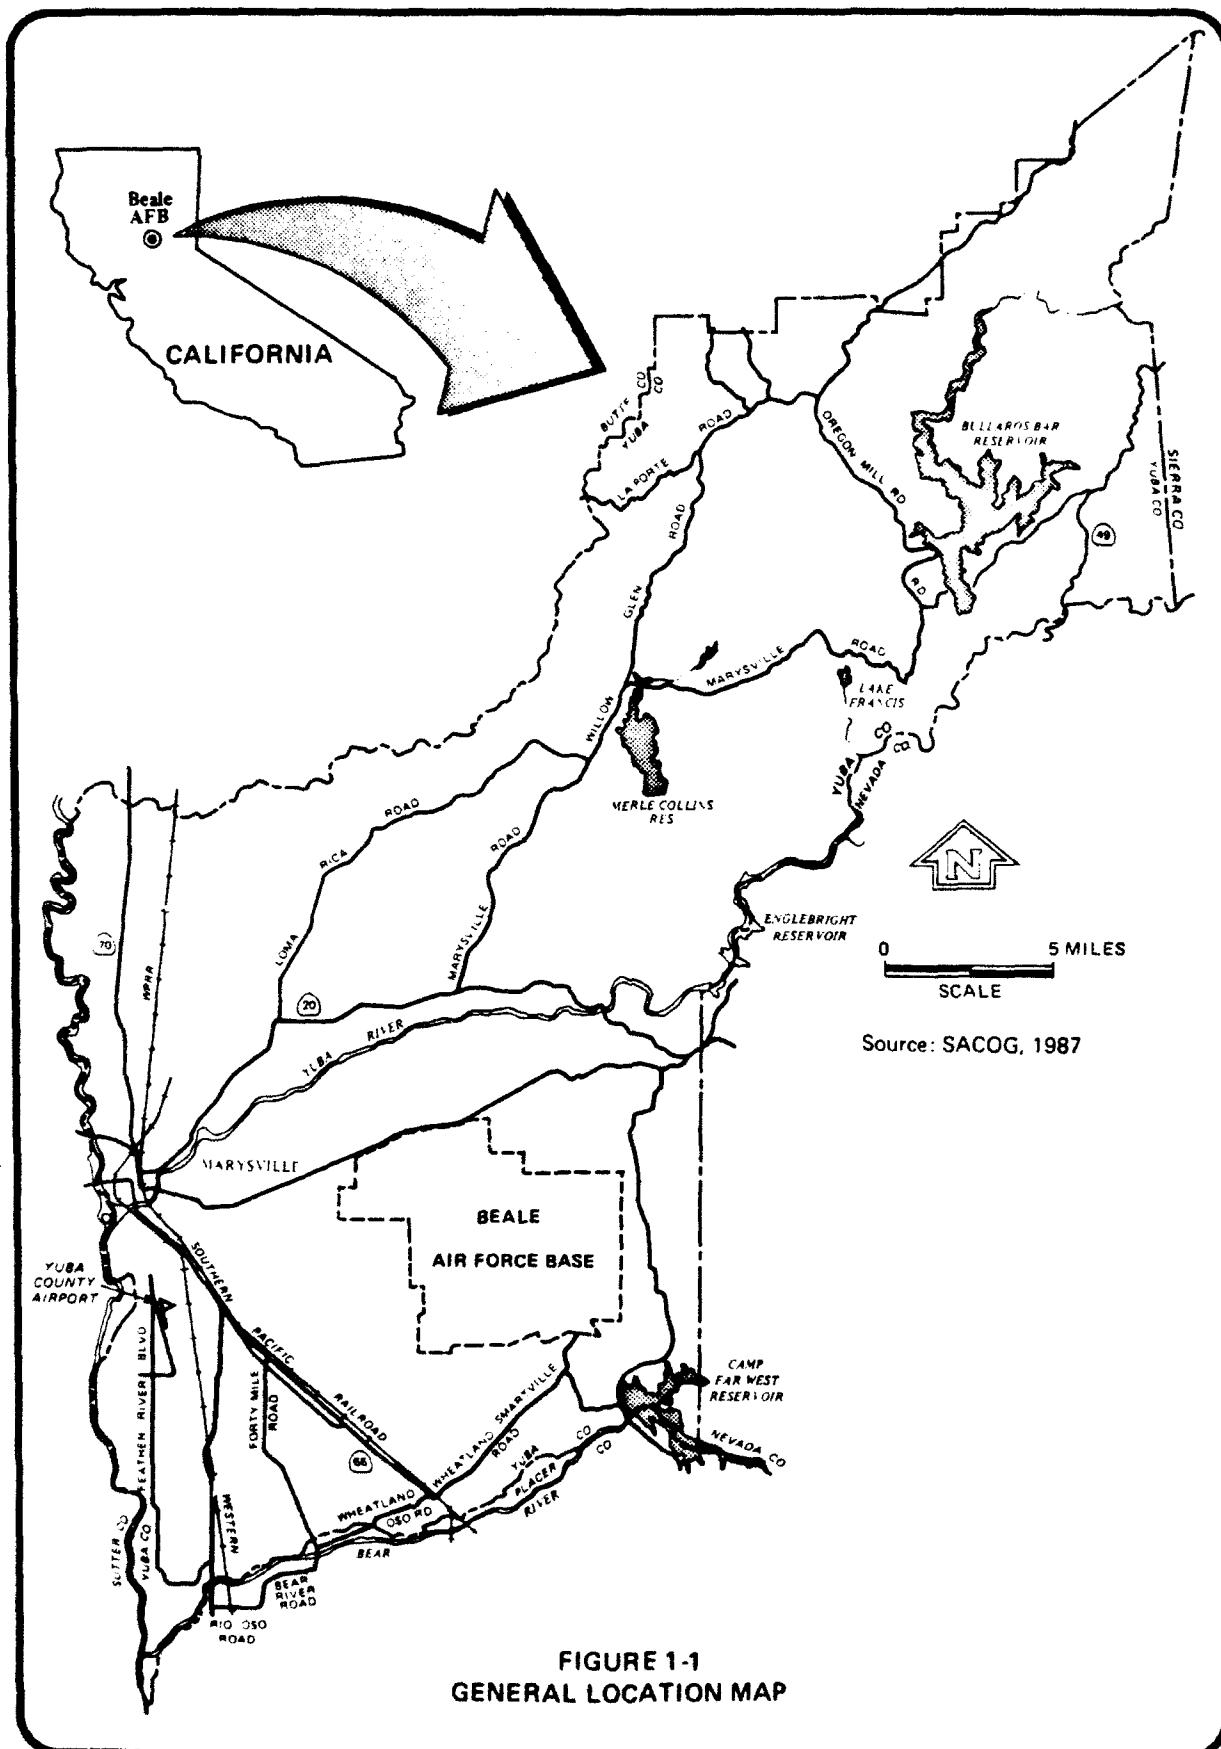 Beale
AFB
CALIFORNIA
BUTTE CO
YUBA CO
LA PORTE
ROAD
OREGON MILL RD
BULLARDS BAR
RESERVOIR
SIERRA CO
YUBA CO
49
RD
GLEN
ROAD
WILLOW
MARYSVILLE
ROAD
LAKE
FRANCIS
MERLE COLLINS
RES
YUBA CO
NEVADA CO
N
LOMA
RICA
ROAD
MARYSVILLE
ROAD
ENGLEBRIGHT
RESERVOIR
0
5 MILES
SCALE
Source: SACOG, 1987
70
WPRR
20
YUBA
RIVER
MARYSVILLE
BEALE
AIR FORCE BASE
YUBA
COUNTY
AIRPORT
SOUTHERN
PACIFIC
RAILROAD
FEATHER RIVER BLVD
FORTY MILE
ROAD
65
WHEATLAND SMARYVILLE
ROAD
CAMP
FAR WEST
RESERVOIR
NEVADA CO
YUBA CO
PLACER CO
WHEATLAND
OSO RD
BEAR
RIVER
WESTERN
SUTTER CO
YUBA CO
BEAR
RIVER
ROAD
RIO OSO
ROAD
FIGURE 1-1
GENERAL LOCATION MAP